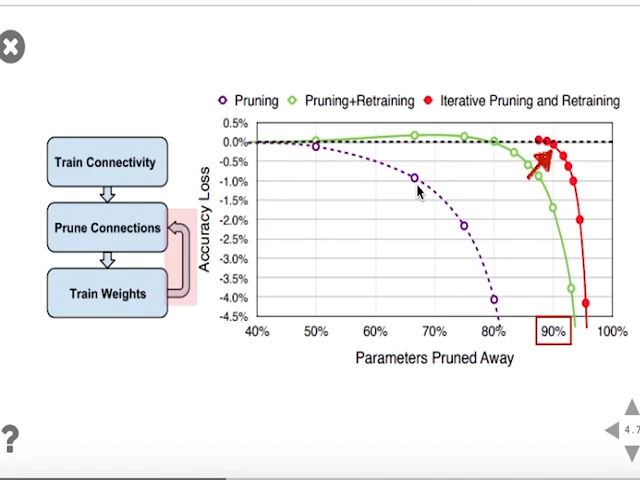 Pruning
Pruning+Retraining
Iterative Pruning and Retraining
Train Connectivity
Prune Connections
Train Weights
Accuracy Loss
0.5%
0.0%
-0.5%
-1.0%
-1.5%
-2.0%
-2.5%
-3.0%
-3.5%
-4.0%
-4.5%
40% 50% 60% 70% 80% 90% 100%
Parameters Pruned Away
?
4.7